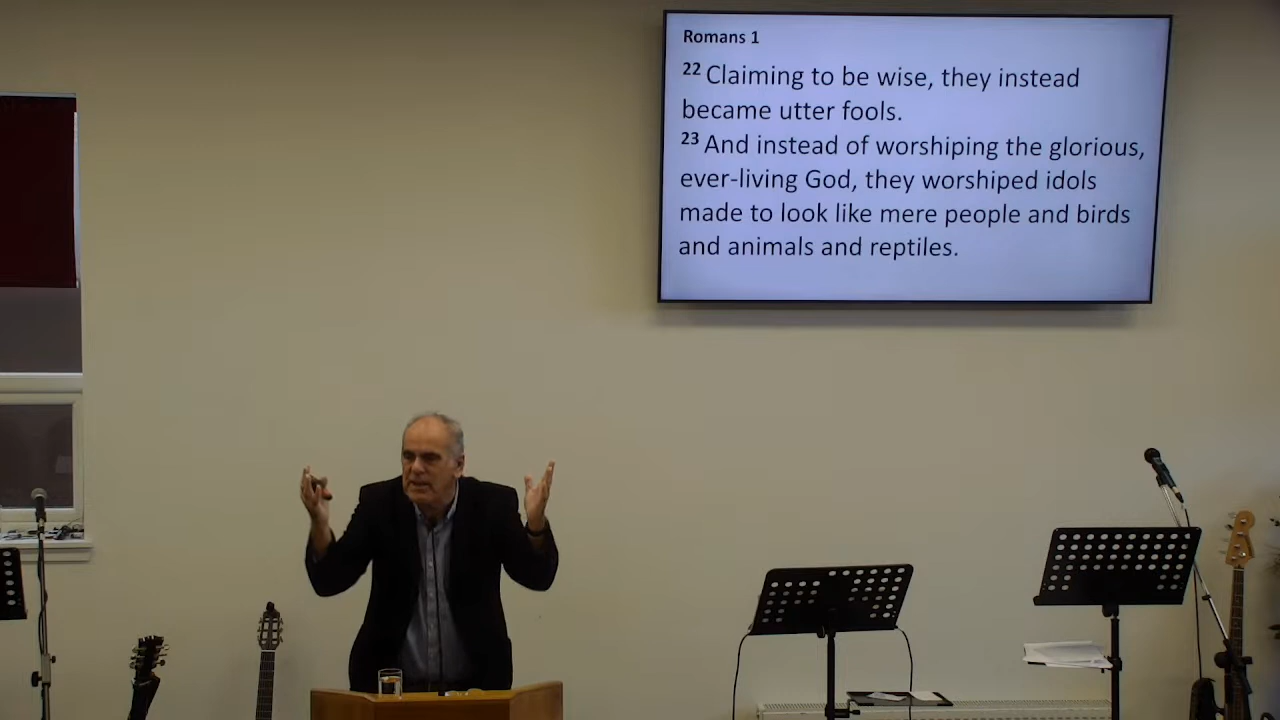 Romans 1
22 Claiming to be wise, they instead
became utter fools.
23 And instead of worshiping the glorious,
ever-living God, they worshiped idols
made to look like mere people and birds
and animals and reptiles.